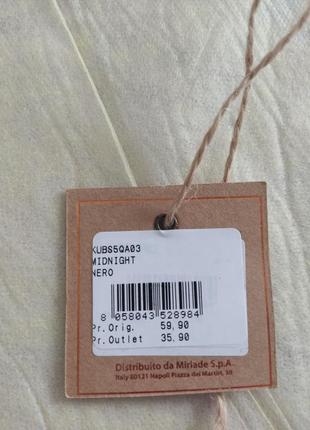 KUBS5QA03
MIDNIGHT
NERO
8 058043 528984
Pr.Orig. 59,90
Pr.Outlet 35,90
Distribuito da Miriade S.p.A.
Italy 80121 Napoli Piazza dei Martiri, 30